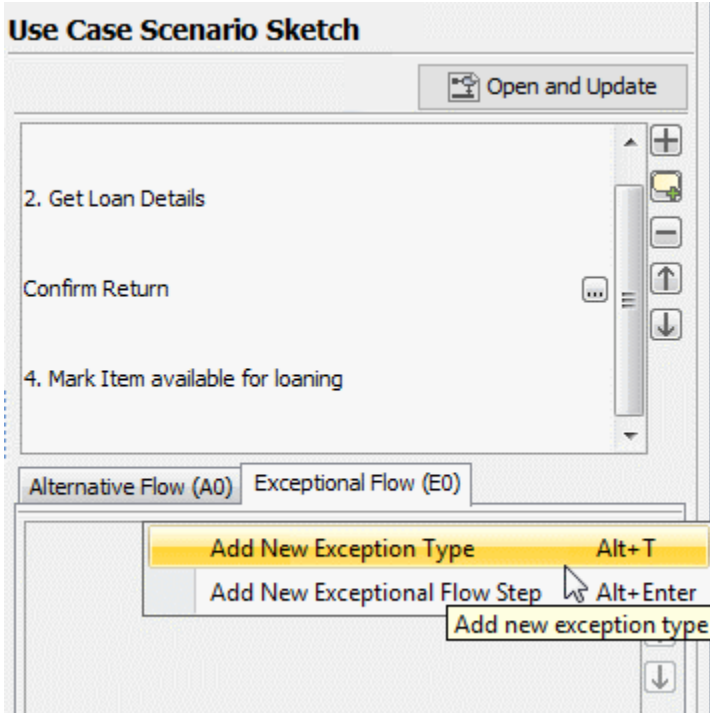 Use Case Scenario Sketch
Open and Update
2. Get Loan Details
Confirm Return
...
4. Mark Item available for loaning
Alternative Flow (A0) Exceptional Flow (E0)
Add New Exception Type Alt+T
Add New Exceptional Flow Step Alt+Enter
Add new exception type